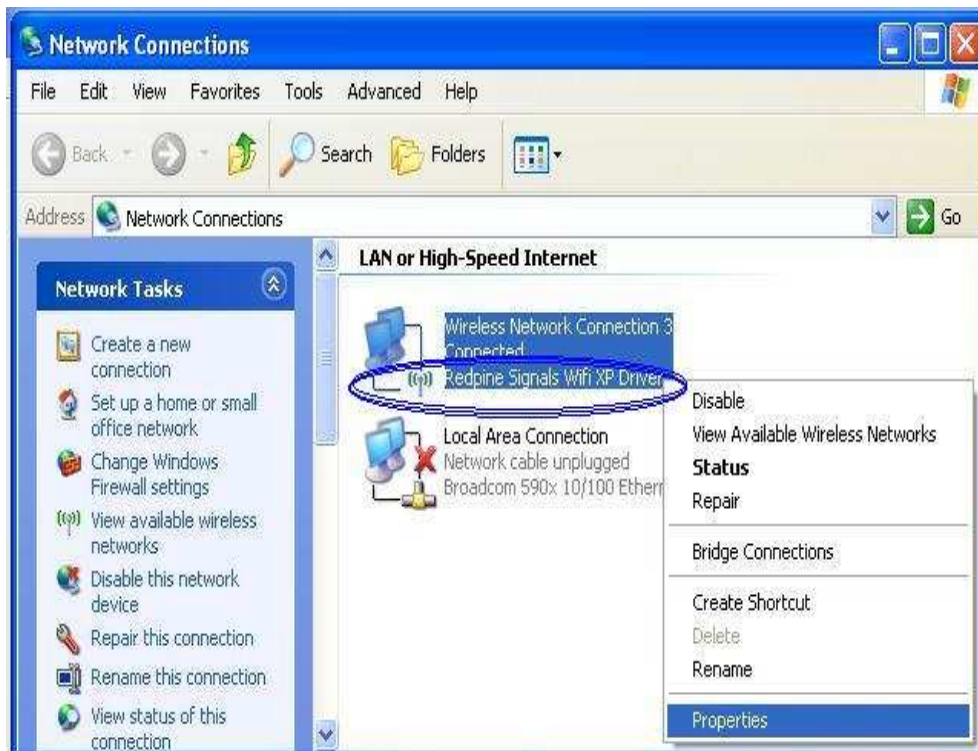 Network Connections
File Edit View Favorites Tools Advanced Help
Back Search Folders
Address Network Connections Go
Network Tasks
Create a new
connection
Set up a home or small
office network
Change Windows
Firewall settings
View available wireless
networks
Disable this network
device
Repair this connection
Rename this connection
View status of this
connection
LAN or High-Speed Internet
Wireless Network Connection 3
Connected
Redpine Signals Wifi XP Driver
Local Area Connection
Network cable unplugged
Broadcom 590x 10/100 Ethern
Disable
View Available Wireless Networks
Status
Repair
Bridge Connections
Create Shortcut
Delete
Rename
Properties